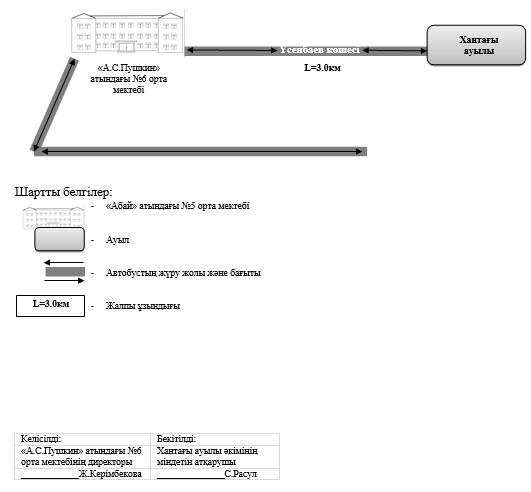 Үсенбаев көшесі
Хантағы
ауылы
«А.С.Пушкин»
атындағы №6 орта
мектебі
L=3.0км
Шартты белгілер:
- «Абай» атындағы №5 орта мектебі
- Ауыл
- Автобустың жүру жолы және бағыты
L=3.0км - Жалпы ұзындығы
Келісілді:
«А.С.Пушкин» атындағы №6
орта мектебінің директоры
____________Ж.Керімбекова
Бекітілді:
Хантағы ауылы әкімінің
міндетін атқарушы
______________С.Расул